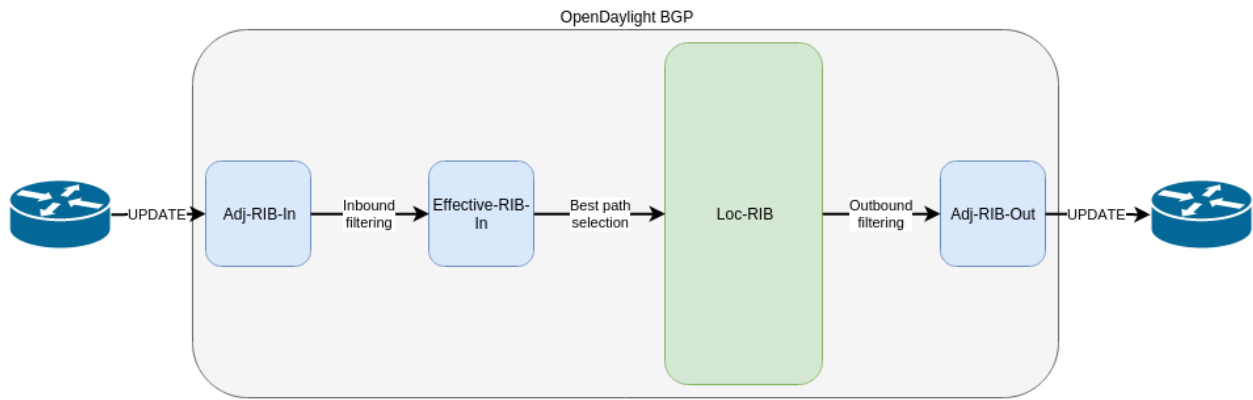 OpenDaylight BGP
UPDATE
Adj-RIB-In
Inbound
filtering
Effective-RIB-
In
Best path
selection
Loc-RIB
Outbound
filtering
Adj-RIB-Out
UPDATE